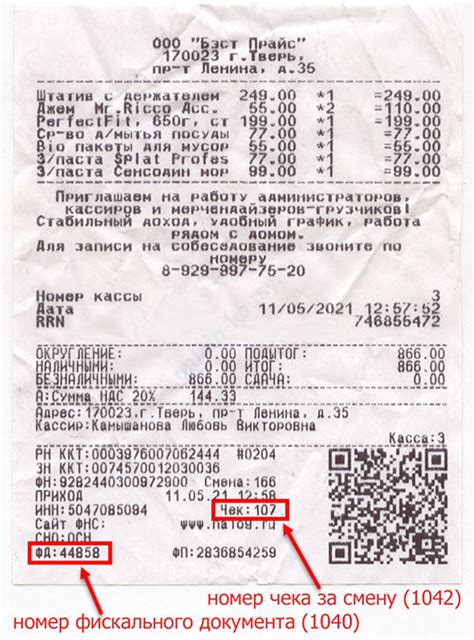 ООО "Бэст Прайс"
170023 г.Тверь,
пр-т Ленина, д.35
Штатив с держателем 249.00 *1 =249.00
Джем Mr.Ricco Асс. 55.00 *2 =110.00
PerfectFit, 650г, ст 199.00 *1 =199.00
Ср-во д/мытья посуды 77.00 *1 =77.00
Bio пакеты для мусор 55.00 *1 =55.00
З/паста Splat Profes 77.00 *1 =77.00
З/паста Сенсодин мор 99.00 *1 =99.00
Приглашаем на работу администраторов,
кассиров и мерчендайзеров-грузчиков!
Стабильный доход, удобный график, работа
рядом с домом.
Для записи на собеседование звоните по
номеру
8-929-997-75-20
Номер кассы 3
Дата 11/05/2021 12:57:52
RRN 746855472
ОКРУГЛЕНИЕ: 0.00 ПОДЫТОГ: 866.00
НАЛИЧНЫМИ: 0.00 ИТОГ: 866.00
БЕЗНАЛИЧНЫМИ: 866.00 СДАЧА: 0.00
А:Сумма НДС 20% 144.33
Адрес:170023,г.Тверь, пр-т Ленина, д.35
Кассир:Камышанова Любовь Викторовна
Касса:3
РН ККТ:0003976007062444 #0204
ЗН ККТ:0074570012030036
ФН:9282440300972900 Смена:166
ПРИХОД 11.05.21 12:58
ИНН:5047085094 Чек:107
Сайт ФНС: www.nalog.ru
СНО:ОСН
ФД:44858 ФП:2836854259
номер чека за смену (1042)
номер фискального документа (1040)